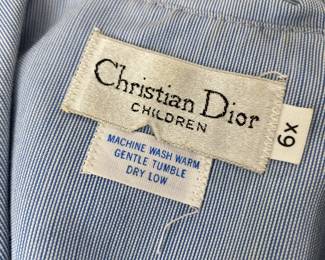 Christian Dior
CHILDREN
6X
MACHINE WASH WARM
GENTLE TUMBLE
DRY LOW